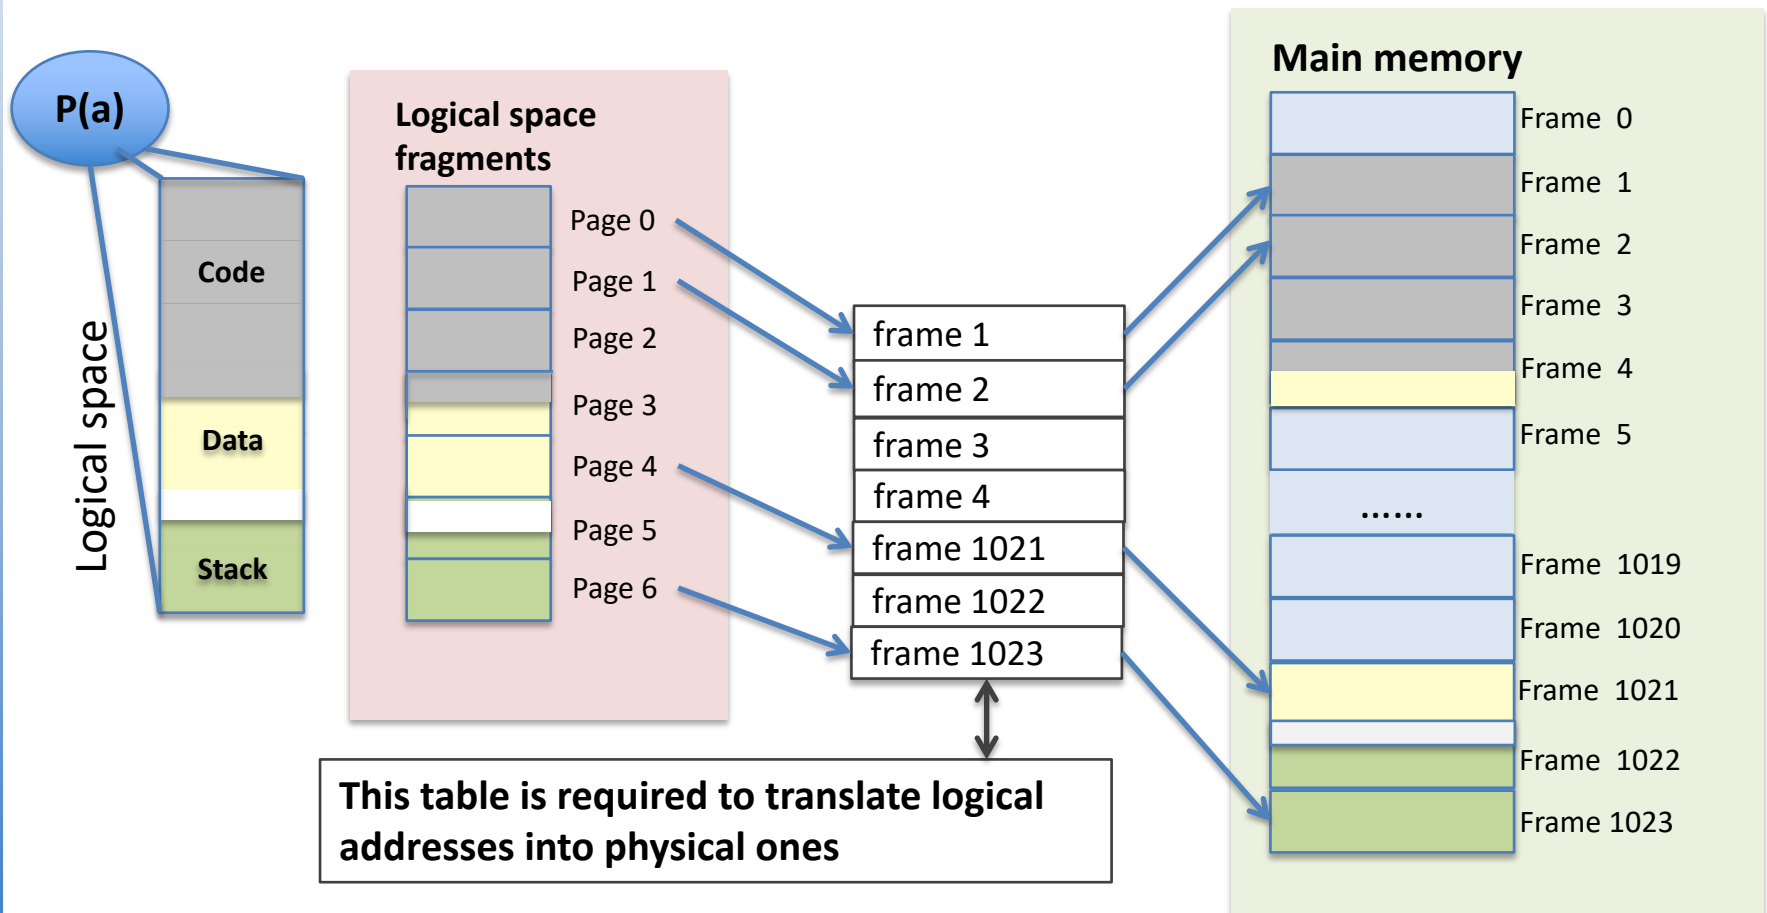 P(a)
Logical space
Code
Data
Stack
Logical space
fragments
Page 0
Page 1
Page 2
Page 3
Page 4
Page 5
Page 6
frame 1
frame 2
frame 3
frame 4
frame 1021
frame 1022
frame 1023
This table is required to translate logical
addresses into physical ones
Main memory
Frame 0
Frame 1
Frame 2
Frame 3
Frame 4
Frame 5
......
Frame 1019
Frame 1020
Frame 1021
Frame 1022
Frame 1023